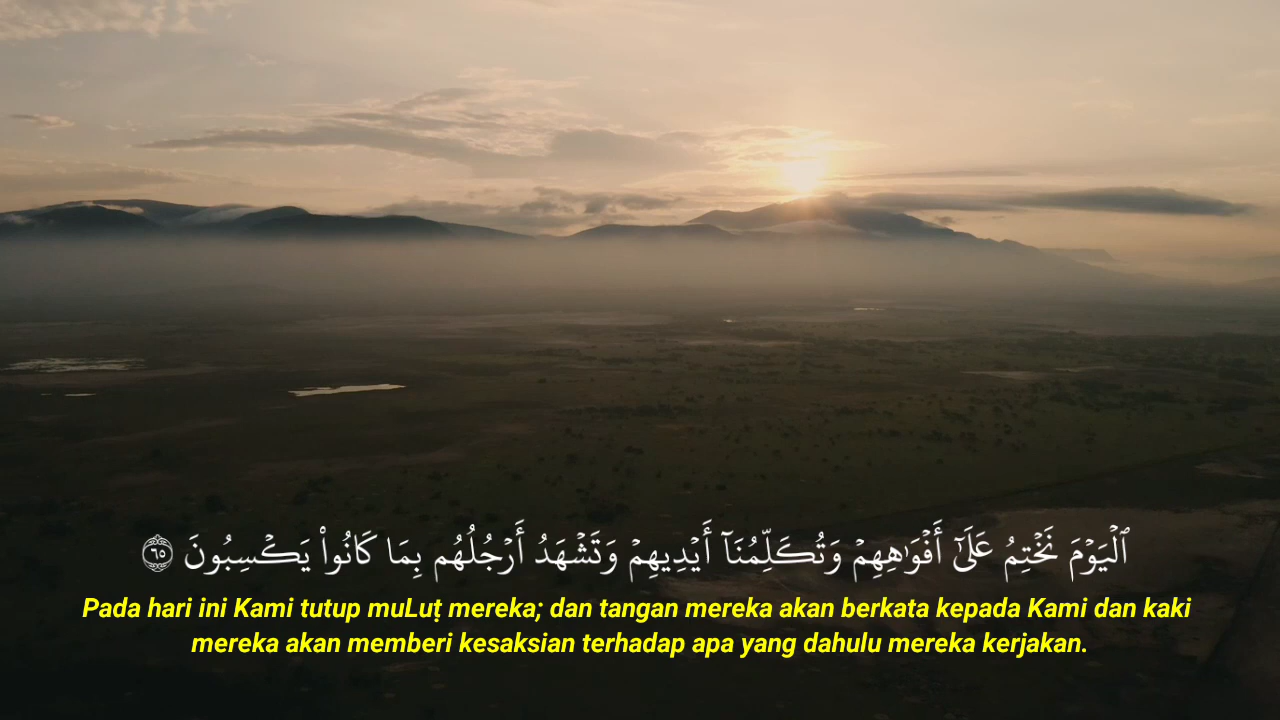 ٱلْيَوْمَ نَخْتِمُ عَلَىٰٓ أَفْوَٰهِهِمْ وَتُكَلِّمُنَآ أَيْدِيهِمْ وَتَشْهَدُ أَرْجُلُهُم بِمَا كَانُوا۟ يَكْسِبُونَ ٦٥
Pada hari ini Kami tutup muLuṭ mereka; dan tangan mereka akan berkata kepada Kami dan kaki
mereka akan memberi kesaksian terhadap apa yang dahulu mereka kerjakan.